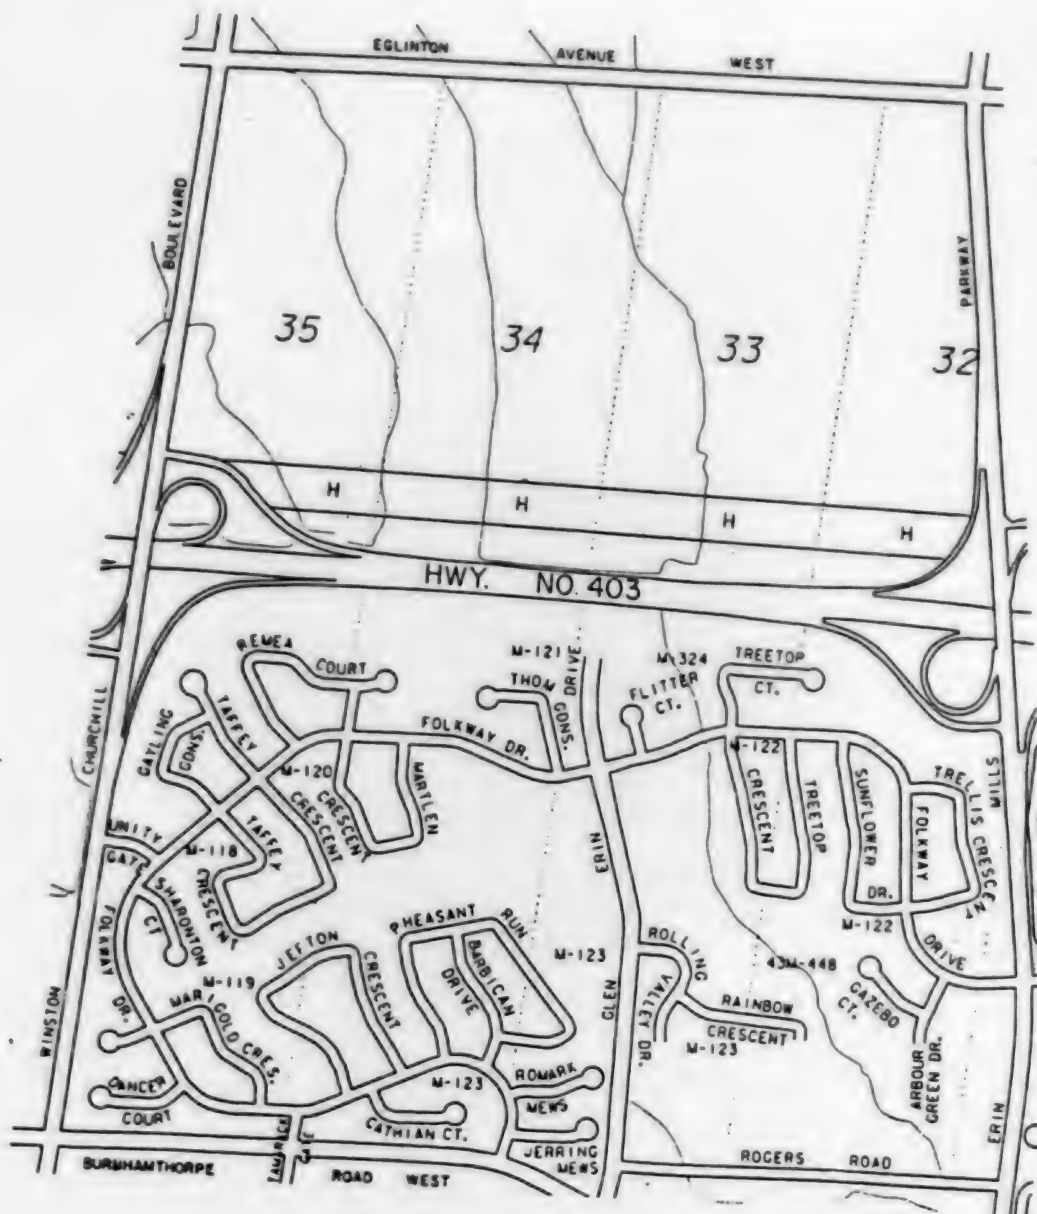 EGLINTON AVENUE WEST
BOULEVARD
PARKWAY
35
34
33
32
H
H
H
H
HWY. NO. 403
REMEA COURT
M-121
THOM GDNS.
DRIVE
M-324
FLITTER CT.
TREETOP CT.
GAYLING GDNS.
TAFFEY
CHURCHILL
FOLKWAY DR.
M-120
CRESCENT
CRESCENT
MARTLEN
M-122
CRESCENT
TREETOP
SUNFLOWER
DR.
FOLKWAY
TRELLIS CRESCENT
MILLS
UNITY GATE
M-118
TAFFEY
CRESCENT
ERIN
SHARONTON CT
FOLKWAY
DR.
PHEASANT RUN
M-122
DRIVE
JEFTON
CRESCENT
BARBICAN
DRIVE
M-123
ROLLING
VALLEY DR.
43M-448
GAZEBO CT.
M-119
MARIGOLD CRES.
GLEN
RAINBOW
CRESCENT
M-123
WINSTON
DANCER
COURT
M-123
ROMARK
MEWS
ARBOUR
GREEN DR.
CATHIAN CT.
JERRING
MEWS
ERIN
BURNHAMTHORPE ROAD WEST
ROGERS ROAD